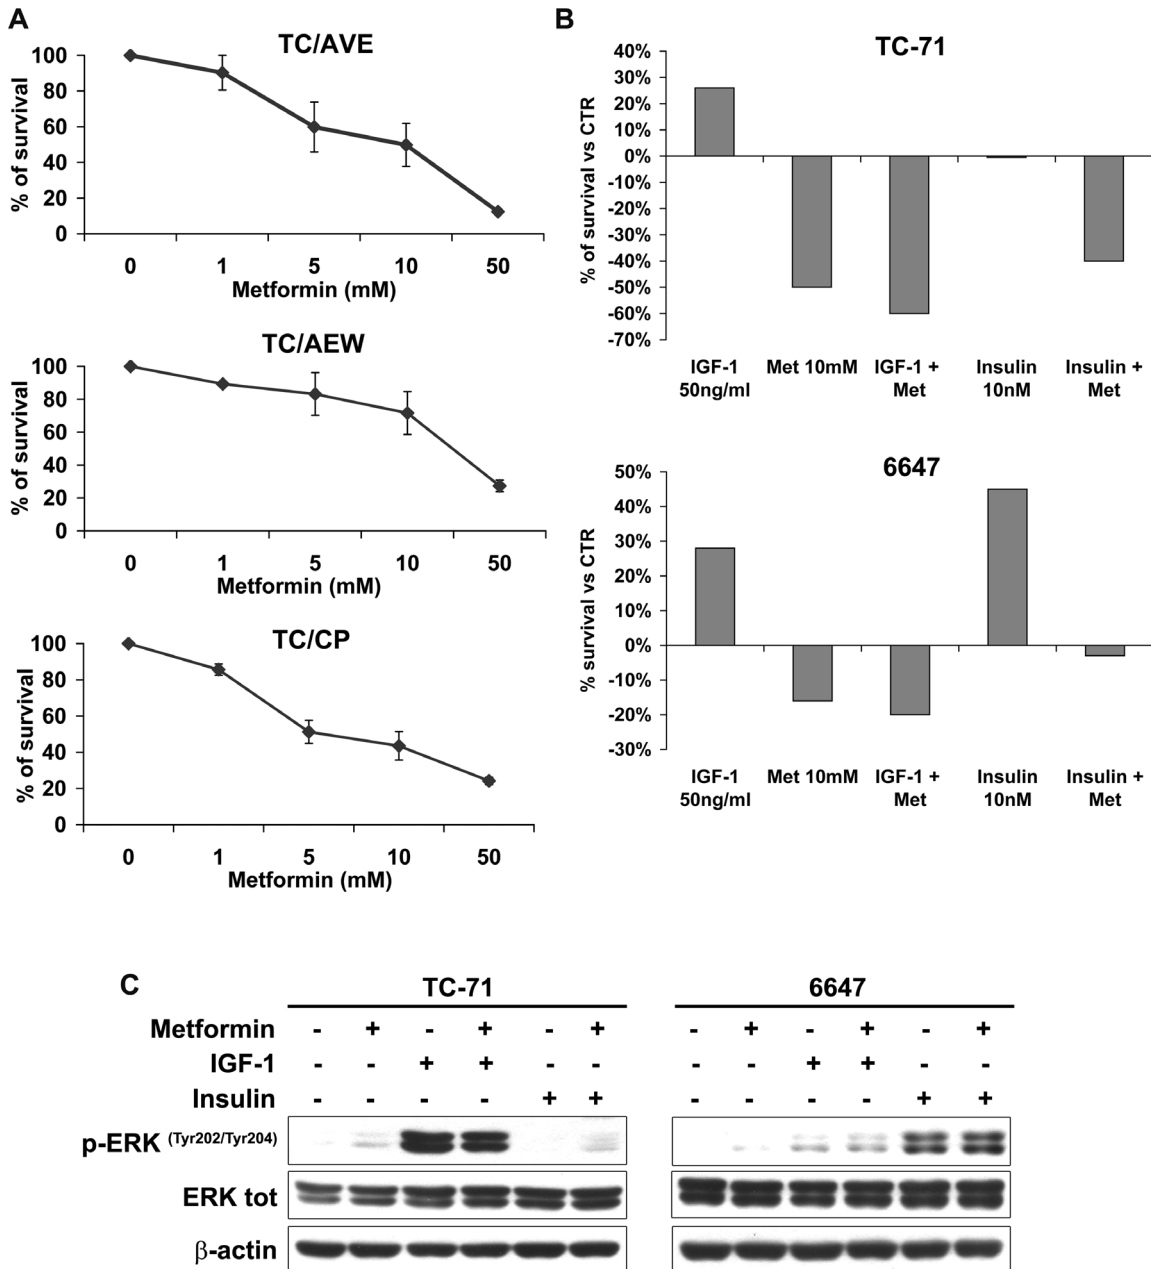 A
TC/AVE
% of survival
100
80
60
40
20
0
0 1 5 10 50
Metformin (mM)
TC/AEW
% of survival
100
80
60
40
20
0
0 1 5 10 50
Metformin (mM)
TC/CP
% of survival
100
80
60
40
20
0
0 1 5 10 50
Metformin (mM)
B
TC-71
% of survival vs CTR
40%
30%
20%
10%
0%
-10%
-20%
-30%
-40%
-50%
-60%
-70%
IGF-1 Met 10mM IGF-1 + Insulin Insulin +
50ng/ml Met 10nM Met
6647
% survival vs CTR
50%
40%
30%
20%
10%
0%
-10%
-20%
-30%
IGF-1 Met 10mM IGF-1 + Insulin Insulin +
50ng/ml Met 10nM Met
C
TC-71 6647
Metformin - + - + - + - + - + - +
IGF-1 - - + + - - - - + + - -
Insulin - - - - + + - - - - + +
p-ERK (Tyr202/Tyr204)
ERK tot
β-actin